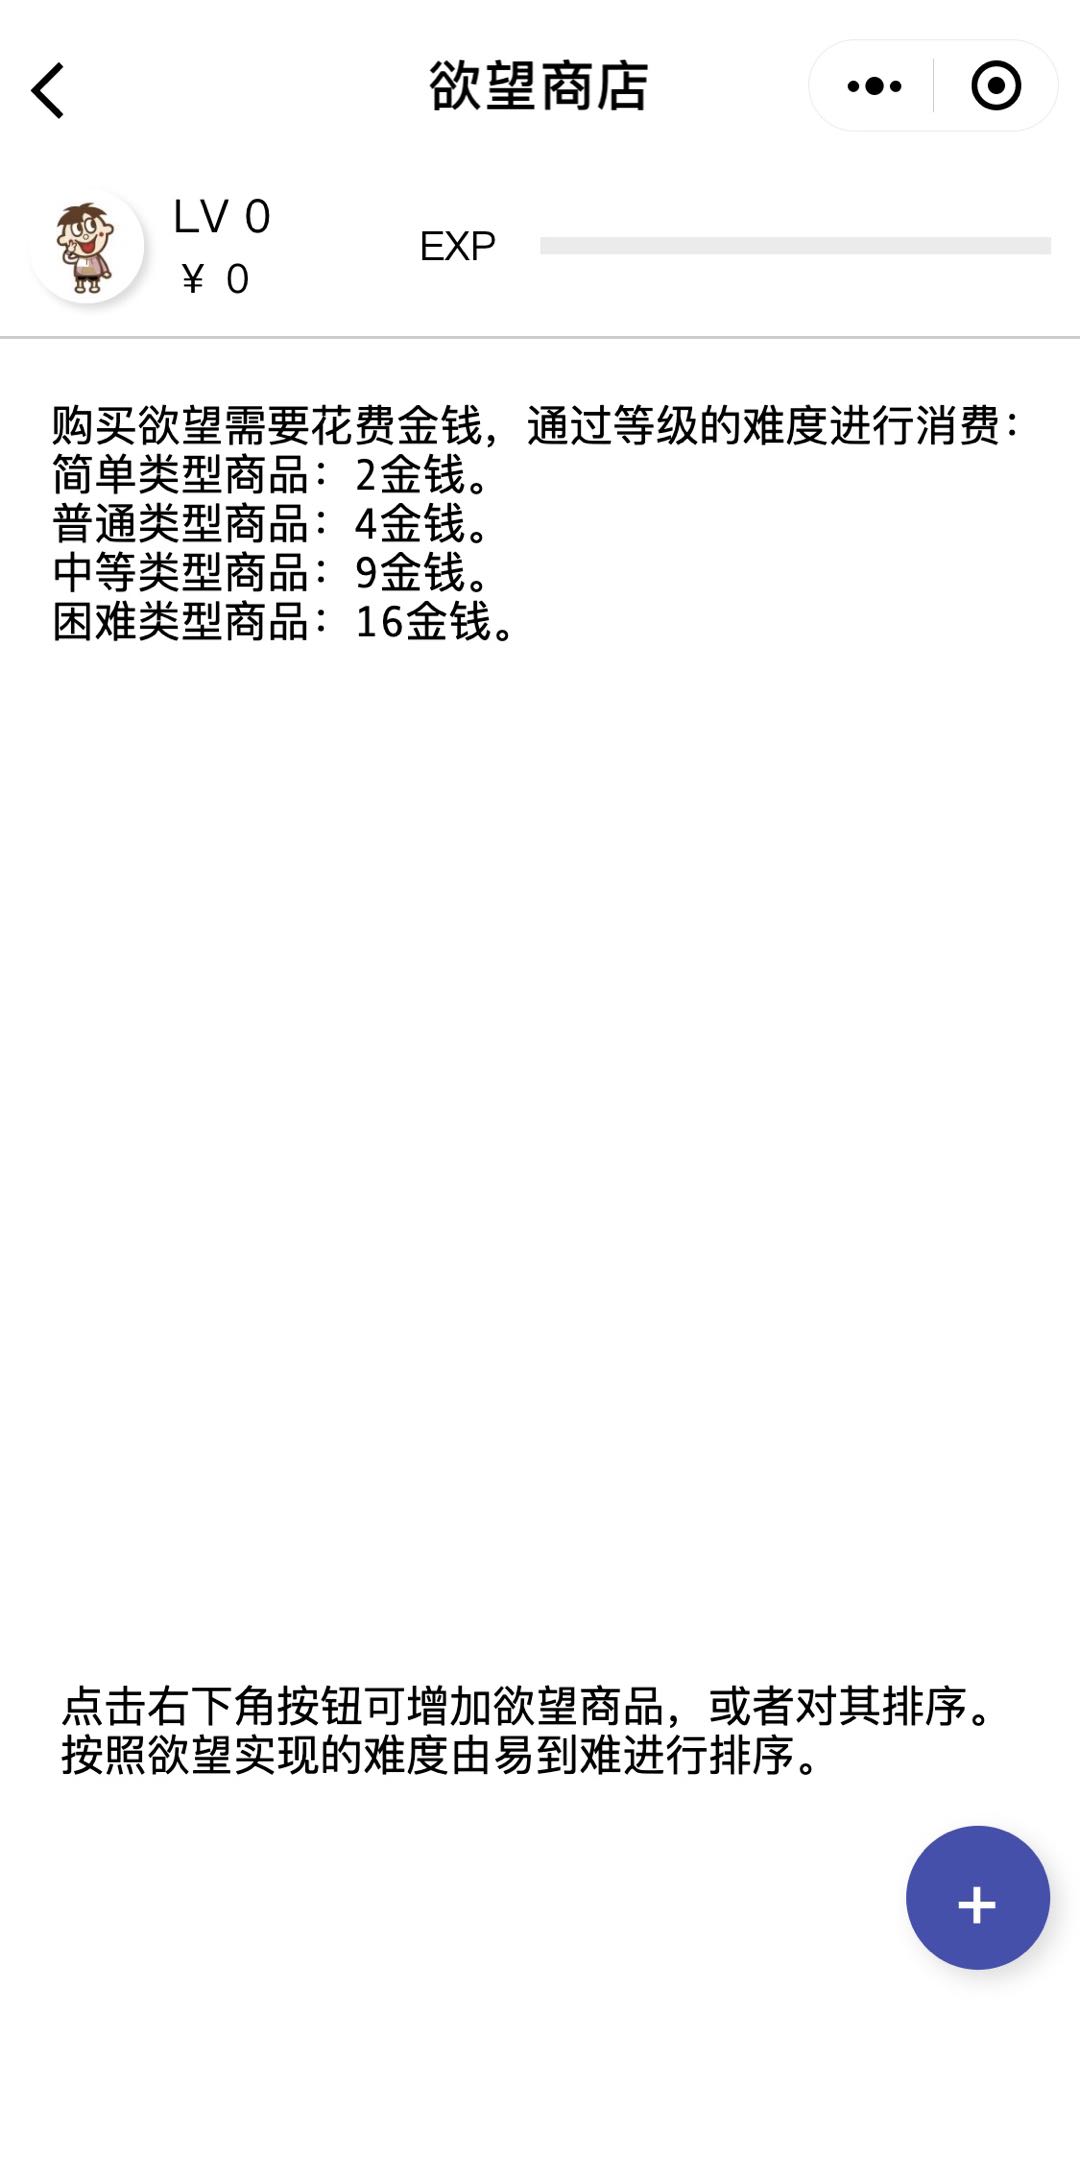 欲望商店
LV 0
¥ 0
EXP
购买欲望需要花费金钱，通过等级的难度进行消费：
简单类型商品：2金钱。
普通类型商品：4金钱。
中等类型商品：9金钱。
困难类型商品：16金钱。
点击右下角按钮可增加欲望商品，或者对其排序。
按照欲望实现的难度由易到难进行排序。
+